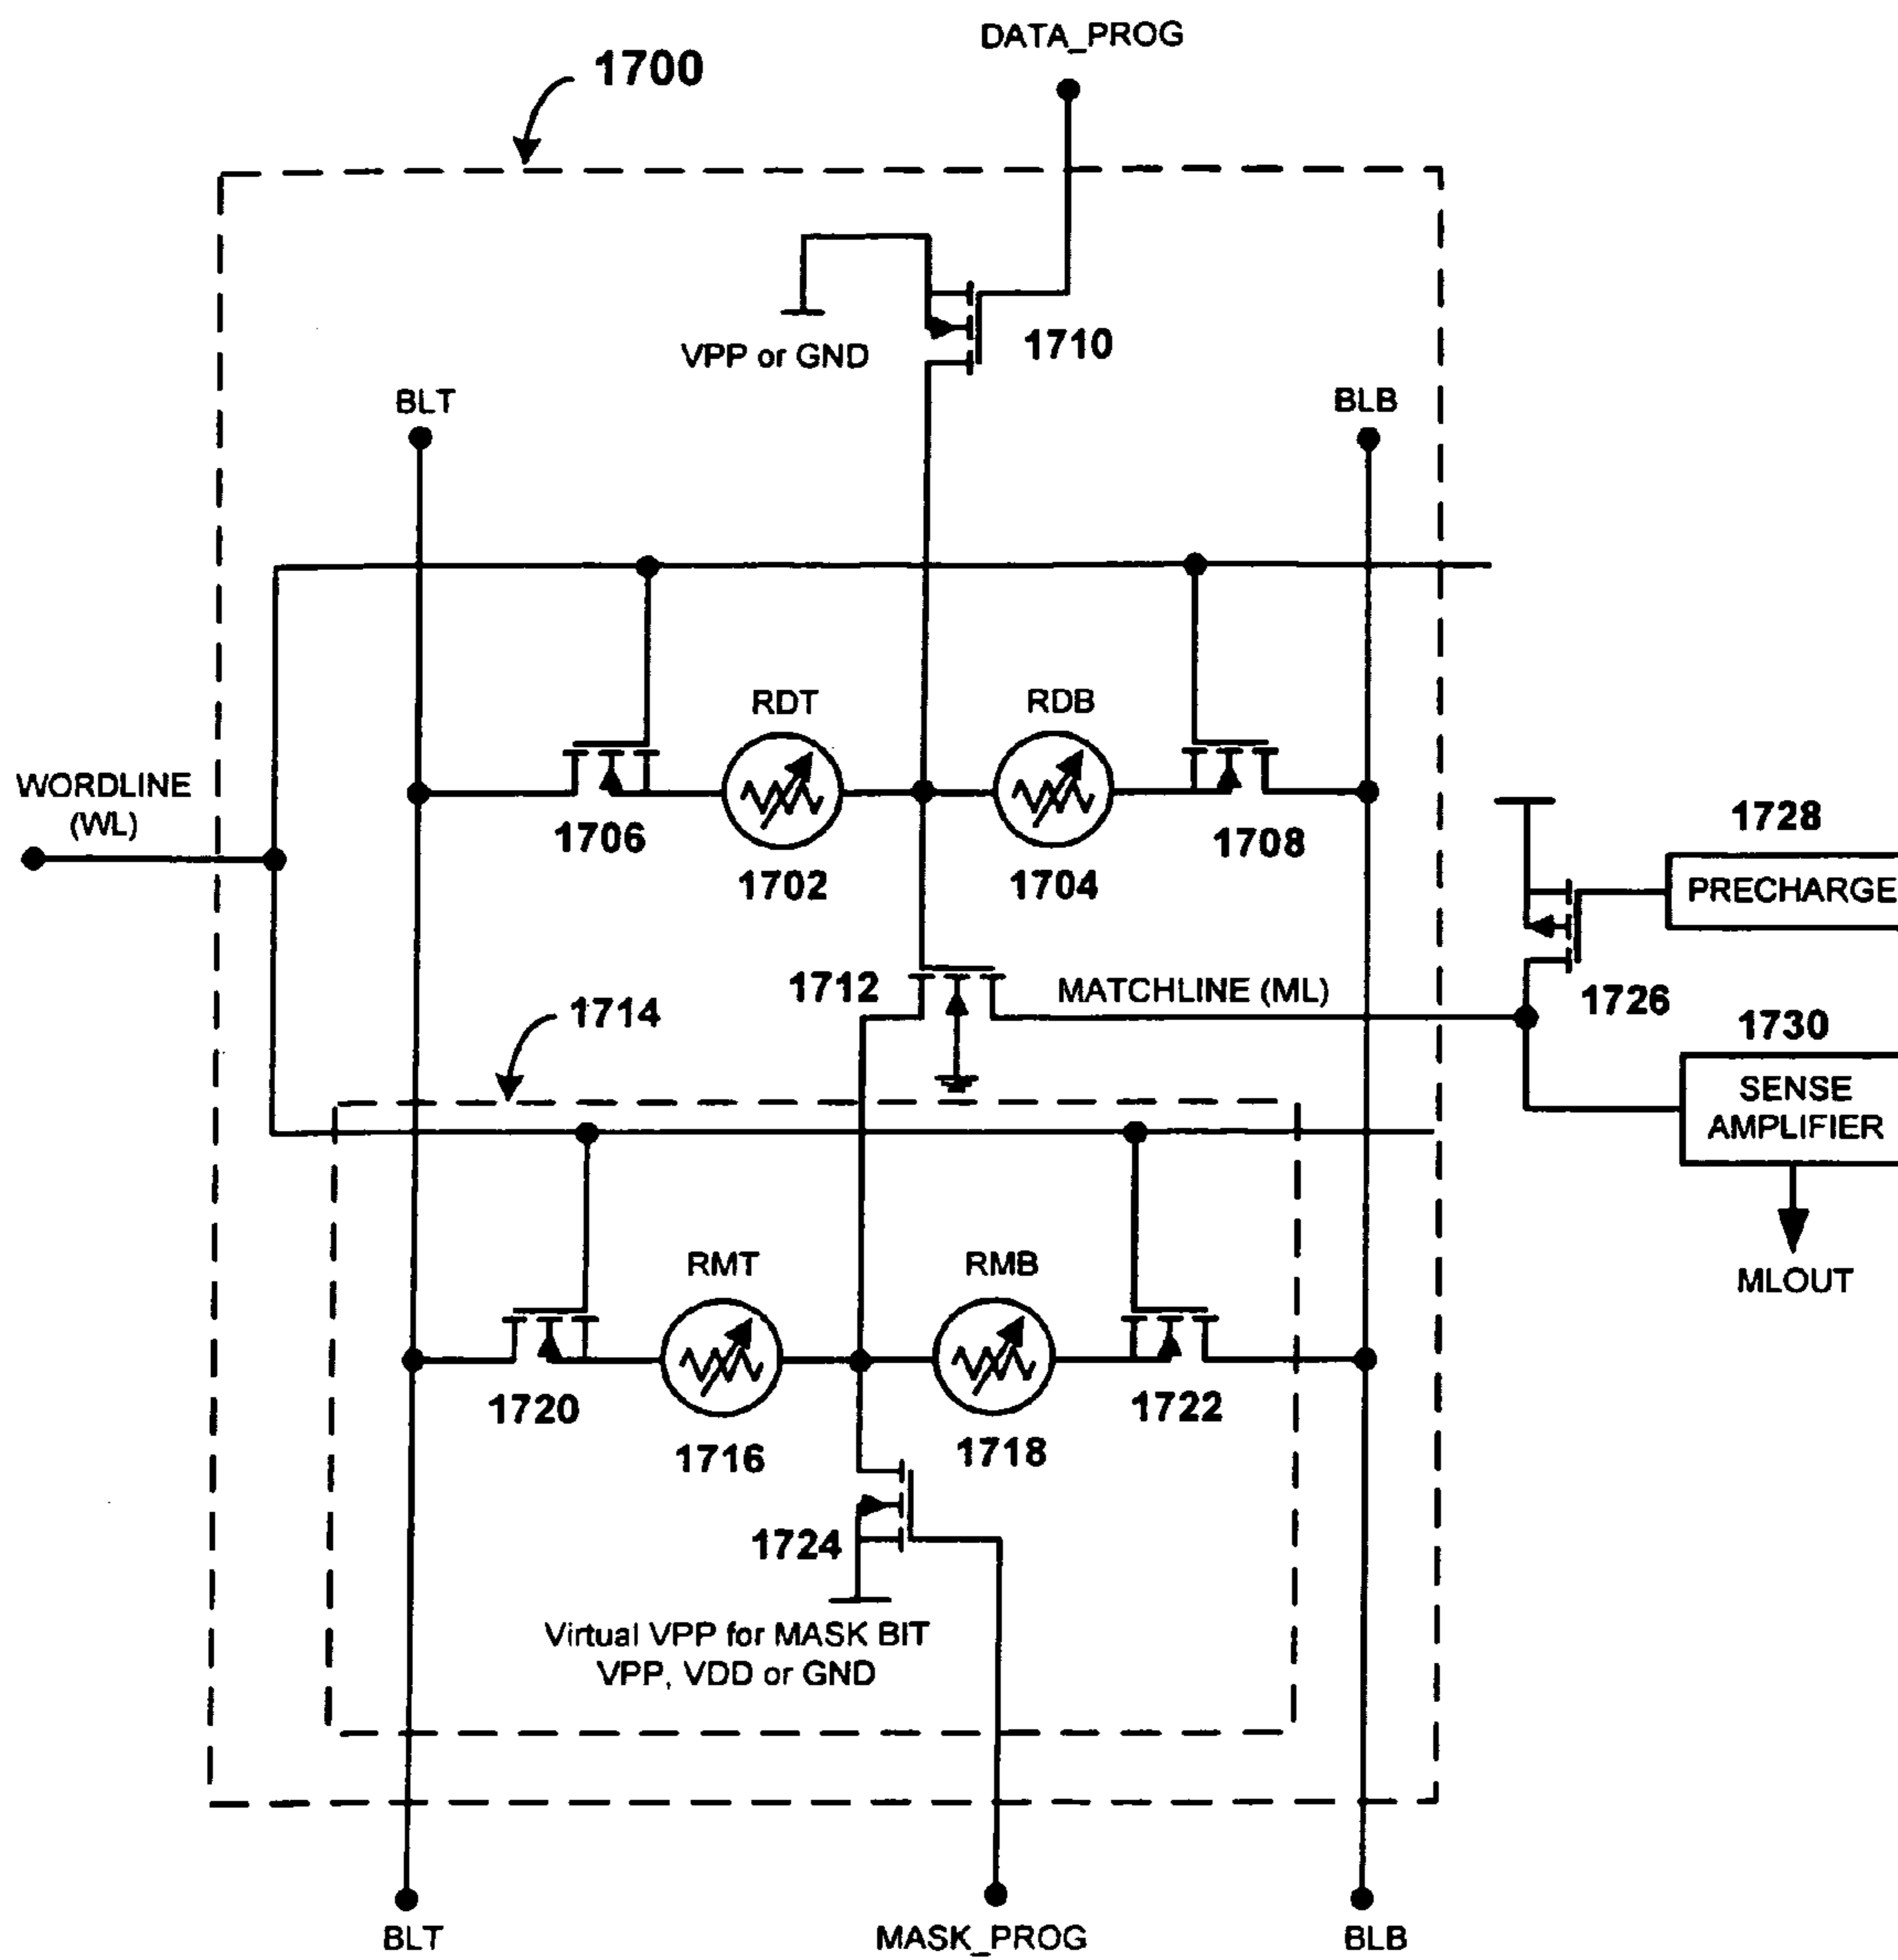 DATA_PROG
1700
VPP or GND
1710
BLT
BLB
RDT
RDB
WORDLINE
(WL)
1706
1702
1704
1708
1728
PRECHARGE
1712
MATCHLINE (ML)
1726
1714
1730
SENSE
AMPLIFIER
RMT
RMB
MLOUT
1720
1716
1718
1722
1724
Virtual VPP for MASK BIT
VPP, VDD or GND
BLT
MASK_PROG
BLB